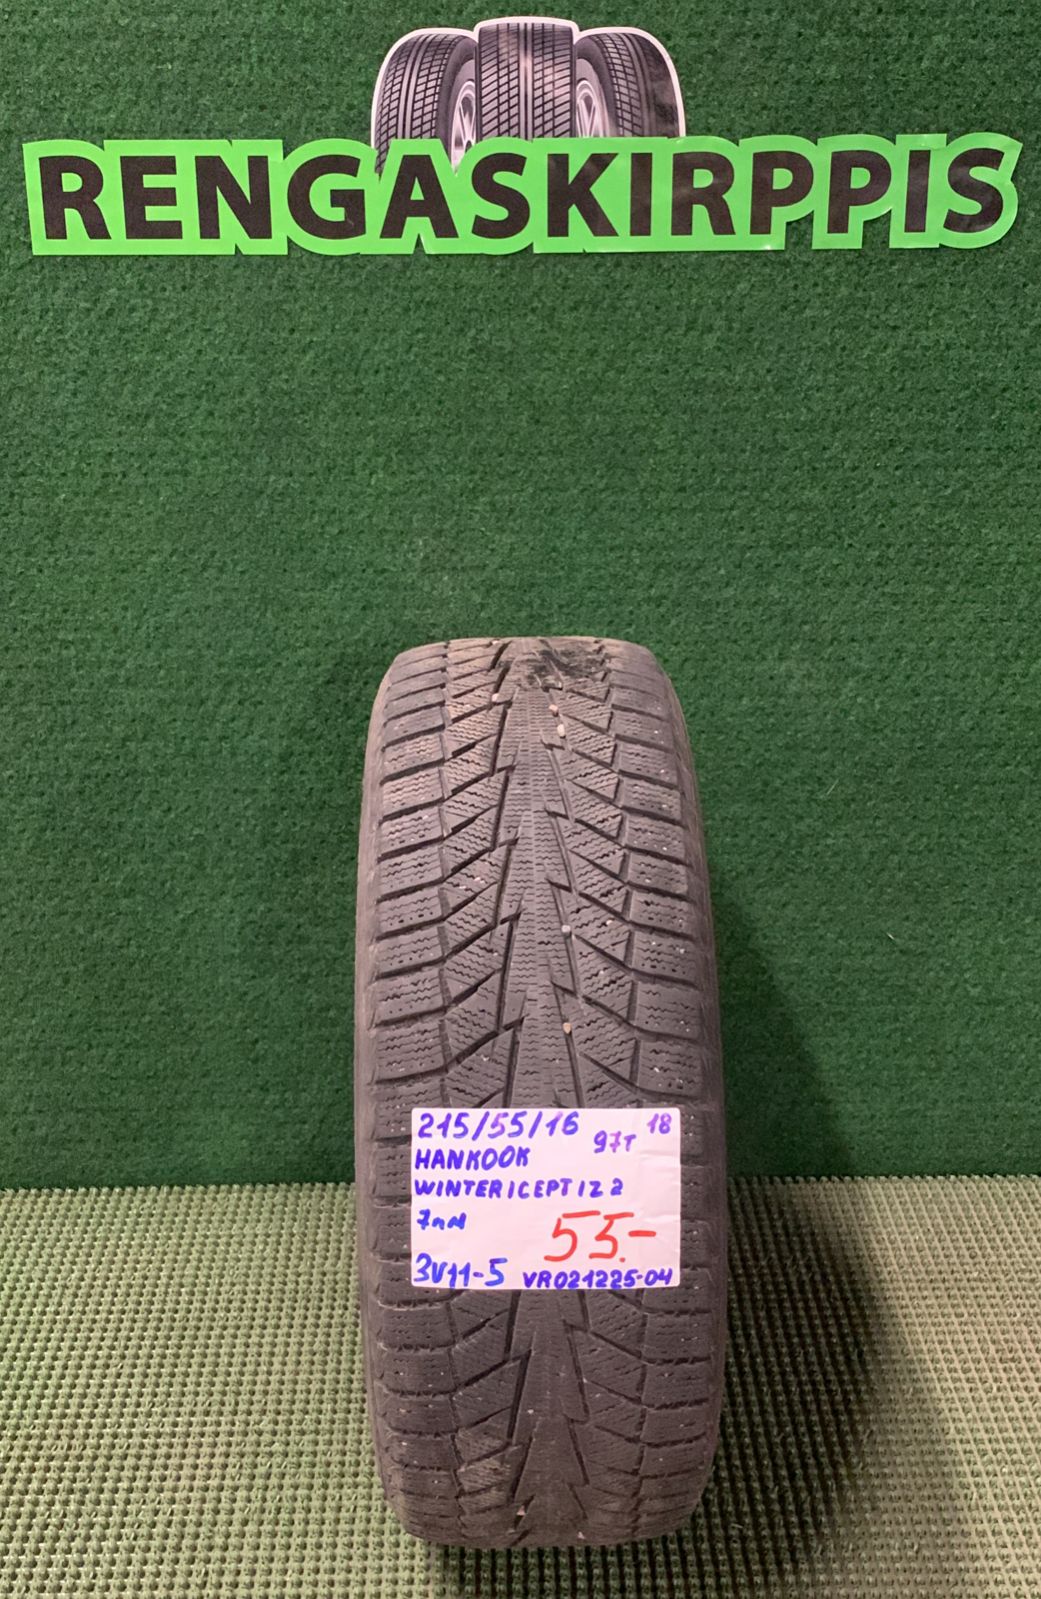 RENGASKIRPPIS
215/55/16 97T 18
HANKOOK
WINTER ICEPT IZ 2
7mm 55.-
3V11-5 VR021225-04